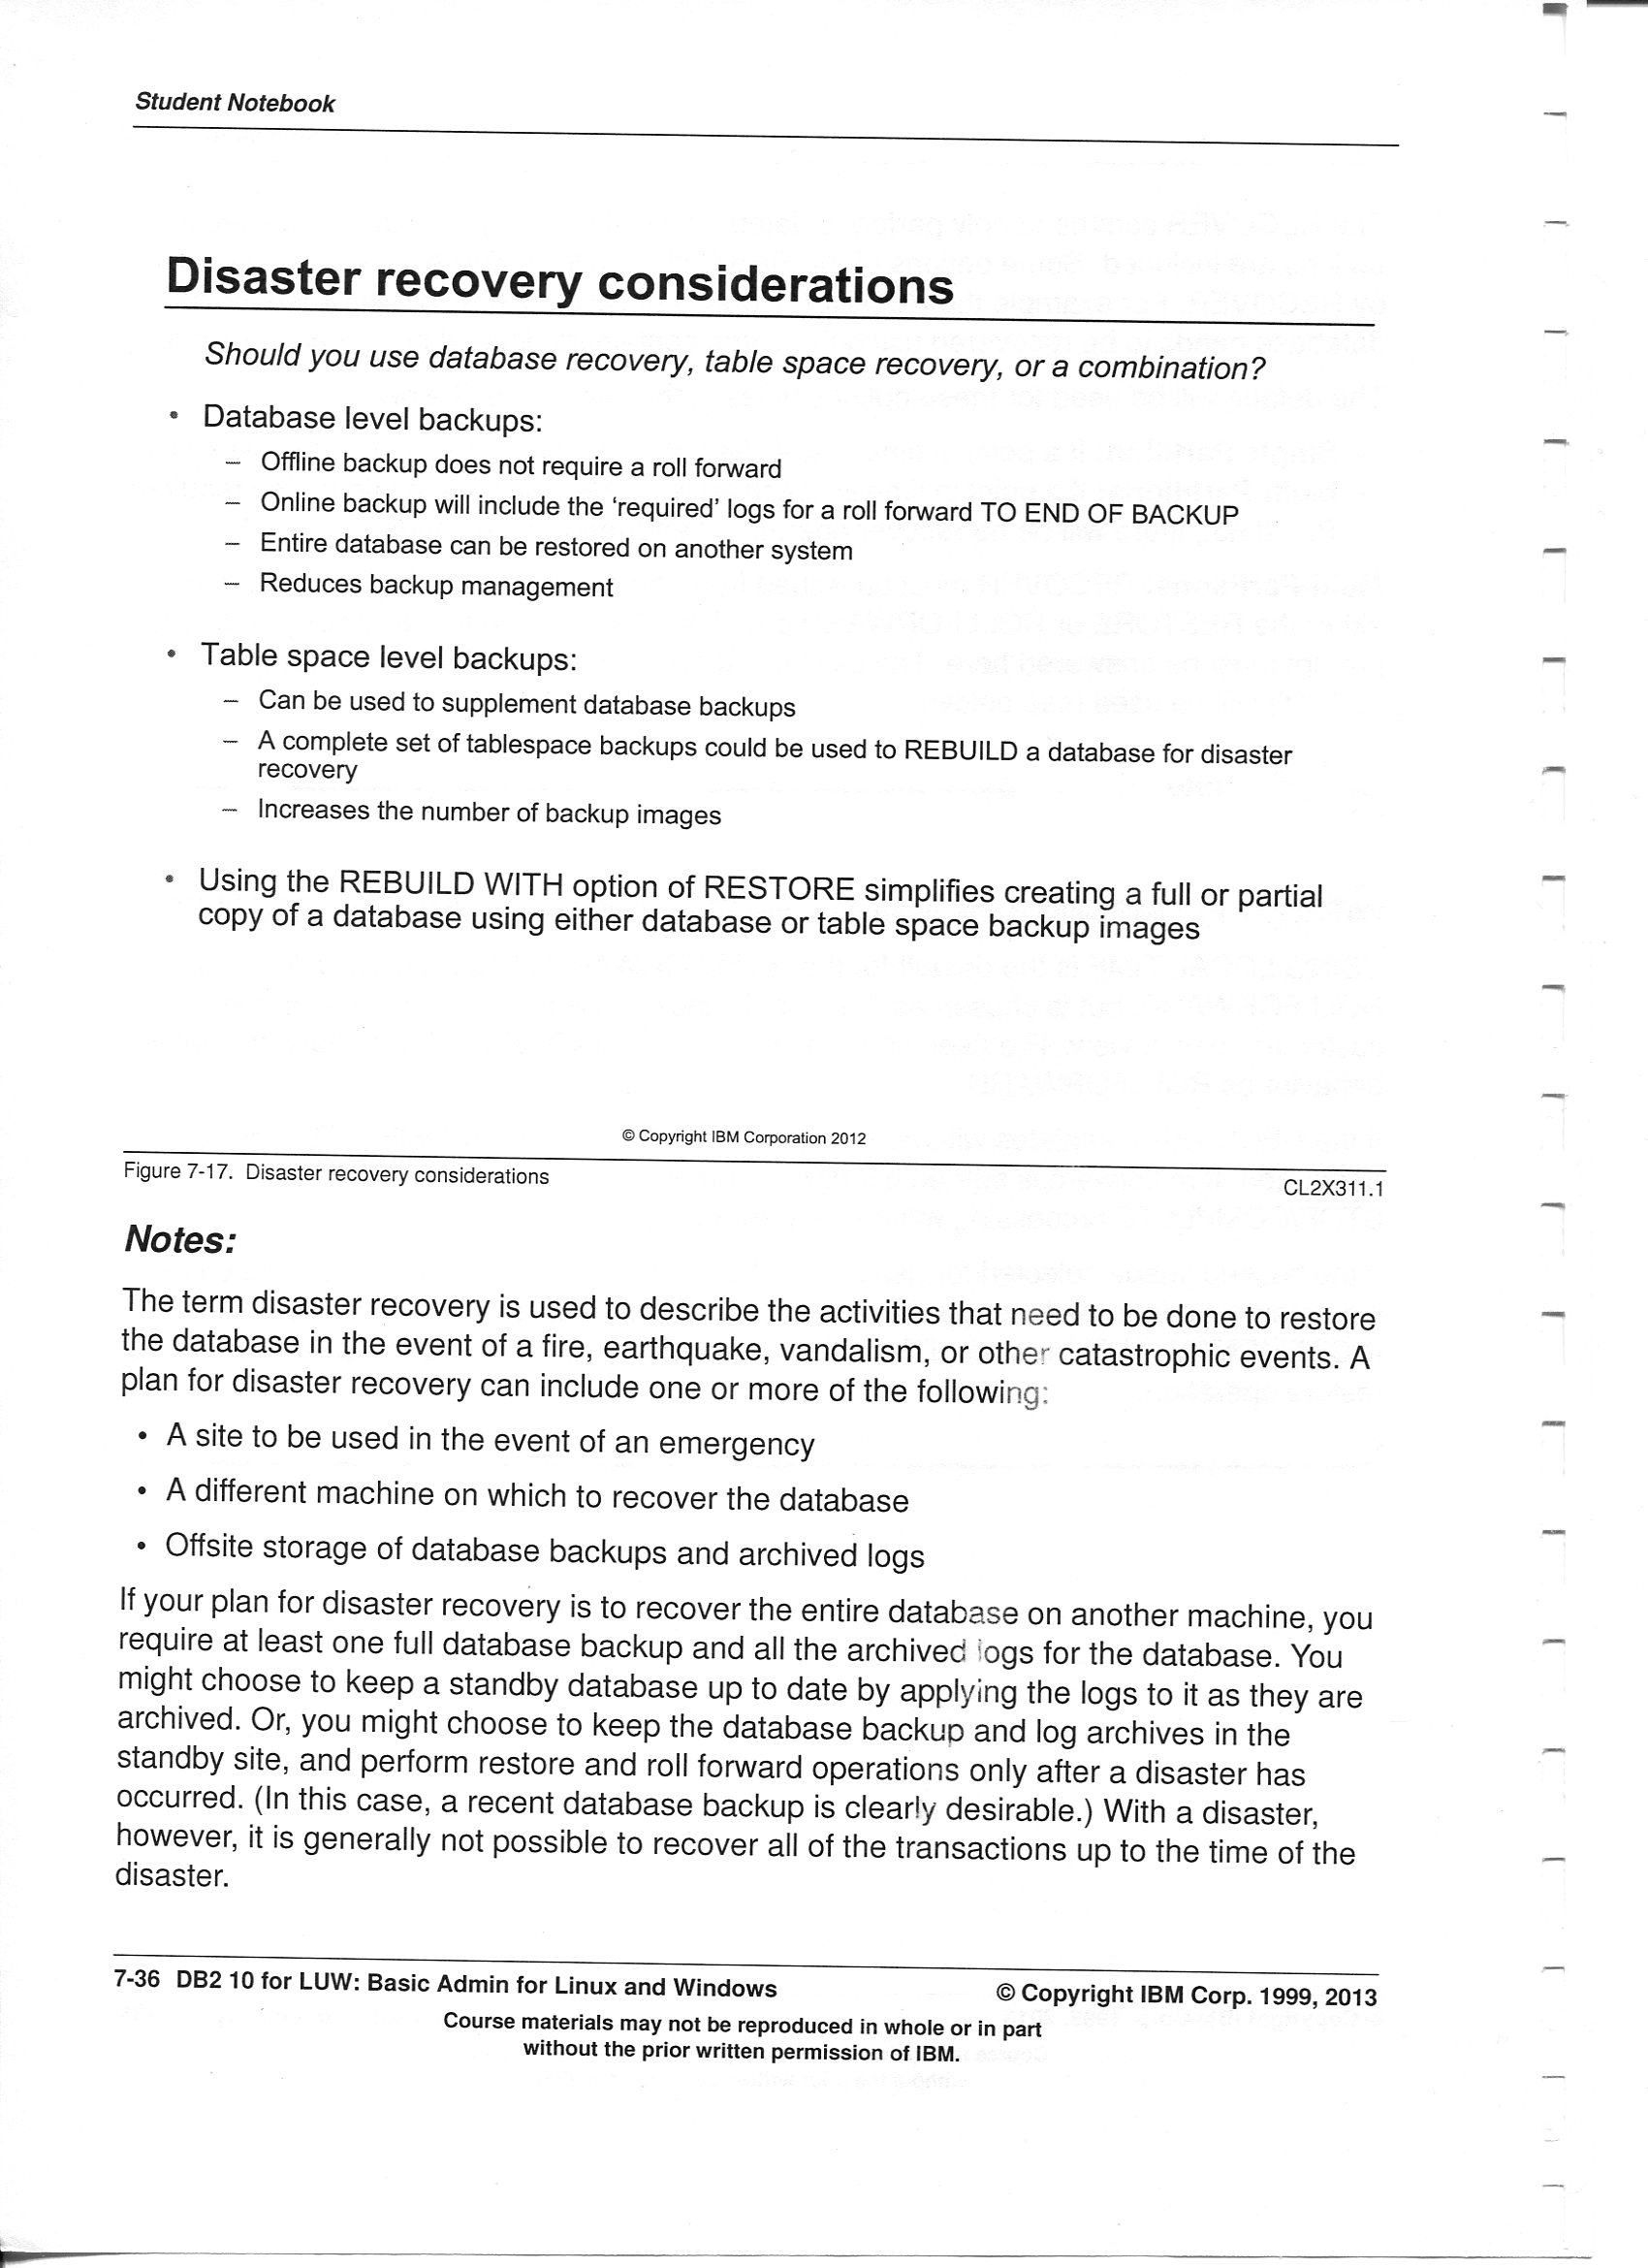 Student Notebook
Disaster recovery considerations
Should you use database recovery, table space recovery, or a combination?
• Database level backups:
– Offline backup does not require a roll forward
– Online backup will include the ‘required’ logs for a roll forward TO END OF BACKUP
– Entire database can be restored on another system
– Reduces backup management
• Table space level backups:
– Can be used to supplement database backups
– A complete set of tablespace backups could be used to REBUILD a database for disaster
recovery
– Increases the number of backup images
• Using the REBUILD WITH option of RESTORE simplifies creating a full or partial
copy of a database using either database or table space backup images
© Copyright IBM Corporation 2012
Figure 7-17. Disaster recovery considerations
CL2X311.1
Notes:
The term disaster recovery is used to describe the activities that need to be done to restore
the database in the event of a fire, earthquake, vandalism, or other catastrophic events. A
plan for disaster recovery can include one or more of the following:
• A site to be used in the event of an emergency
• A different machine on which to recover the database
• Offsite storage of database backups and archived logs
If your plan for disaster recovery is to recover the entire database on another machine, you
require at least one full database backup and all the archived logs for the database. You
might choose to keep a standby database up to date by applying the logs to it as they are
archived. Or, you might choose to keep the database backup and log archives in the
standby site, and perform restore and roll forward operations only after a disaster has
occurred. (In this case, a recent database backup is clearly desirable.) With a disaster,
however, it is generally not possible to recover all of the transactions up to the time of the
disaster.
7-36 DB2 10 for LUW: Basic Admin for Linux and Windows
© Copyright IBM Corp. 1999, 2013
Course materials may not be reproduced in whole or in part
without the prior written permission of IBM.